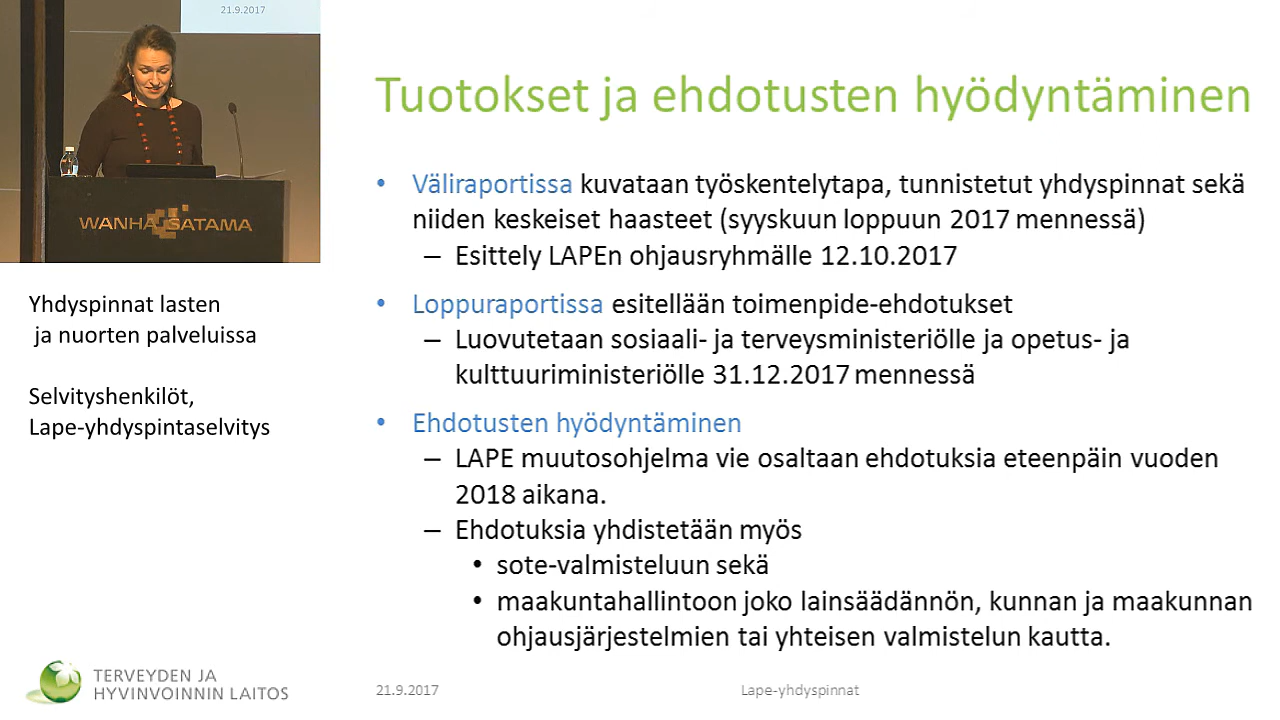 21.9.2017
WANHA SATAMA
Yhdyspinnat lasten
ja nuorten palveluissa
Selvityshenkilöt,
Lape-yhdyspintaselvitys
Tuotokset ja ehdotusten hyödyntäminen
• Väliraportissa kuvataan työskentelytapa, tunnistetut yhdyspinnat sekä
niiden keskeiset haasteet (syyskuun loppuun 2017 mennessä)
– Esittely LAPEn ohjausryhmälle 12.10.2017
• Loppuraportissa esitellään toimenpide-ehdotukset
– Luovutetaan sosiaali- ja terveysministeriölle ja opetus- ja
kulttuuriministeriölle 31.12.2017 mennessä
• Ehdotusten hyödyntäminen
– LAPE muutosohjelma vie osaltaan ehdotuksia eteenpäin vuoden
2018 aikana.
– Ehdotuksia yhdistetään myös
• sote-valmisteluun sekä
• maakuntahallintoon joko lainsäädännön, kunnan ja maakunnan
ohjausjärjestelmien tai yhteisen valmistelun kautta.
TERVEYDEN JA
HYVINVOINNIN LAITOS
21.9.2017
Lape-yhdyspinnat